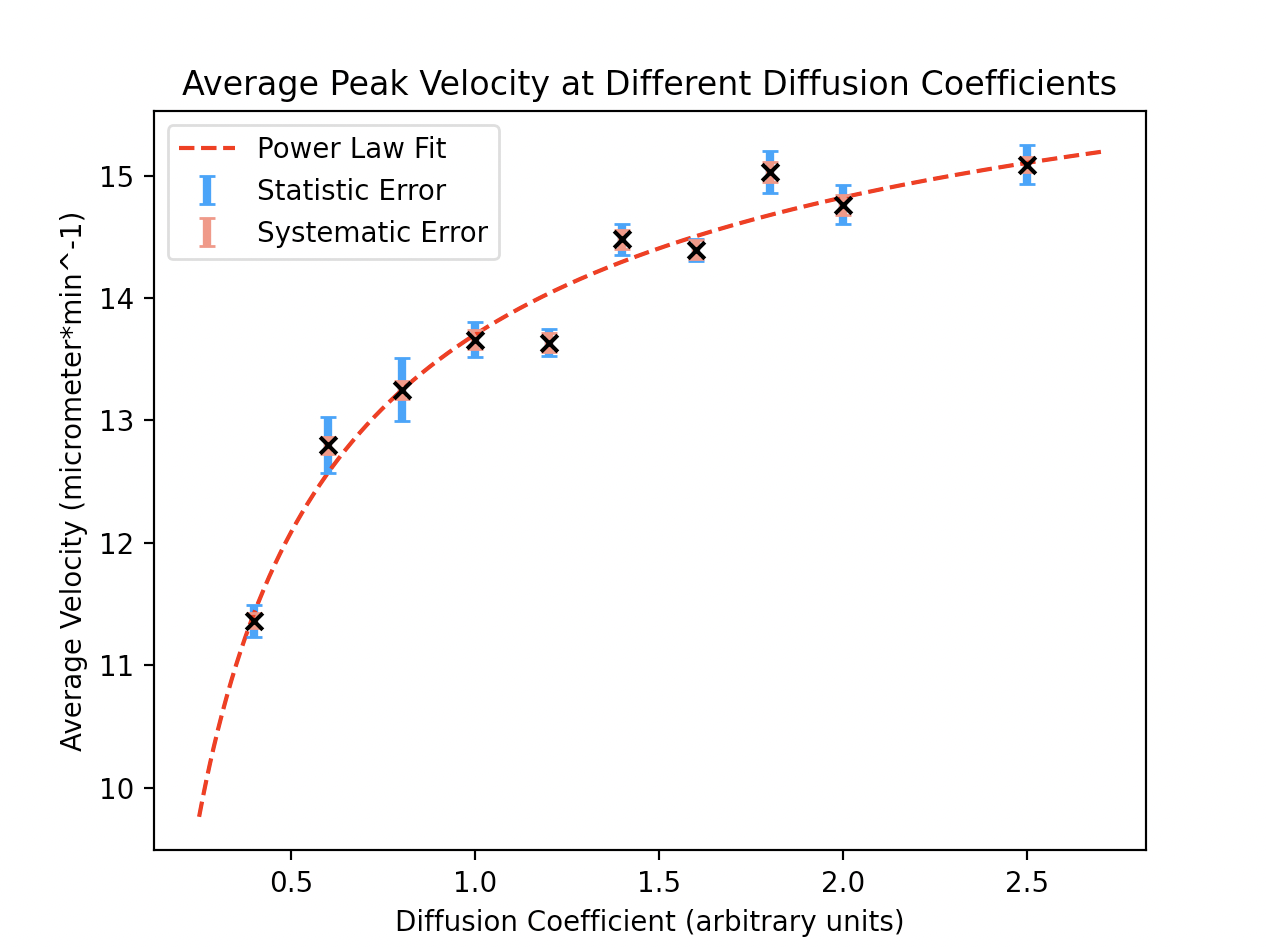 Average Peak Velocity at Different Diffusion Coefficients
Power Law Fit
Statistic Error
Systematic Error
15
14
13
12
11
10
Average Velocity (micrometer*min^-1)
0.5 1.0 1.5 2.0 2.5
Diffusion Coefficient (arbitrary units)